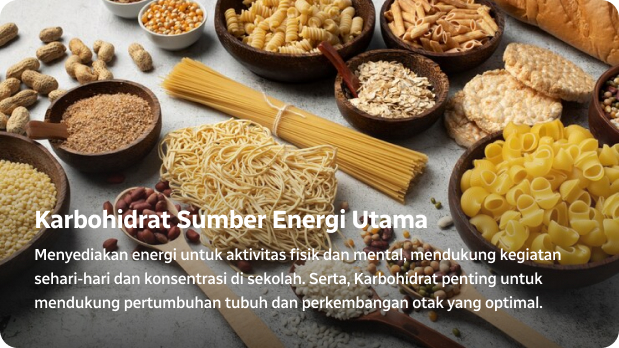 Karbohidrat Sumber Energi Utama
Menyediakan energi untuk aktivitas fisik dan mental, mendukung kegiatan
sehari-hari dan konsentrasi di sekolah. Serta, Karbohidrat penting untuk
mendukung pertumbuhan tubuh dan perkembangan otak yang optimal.